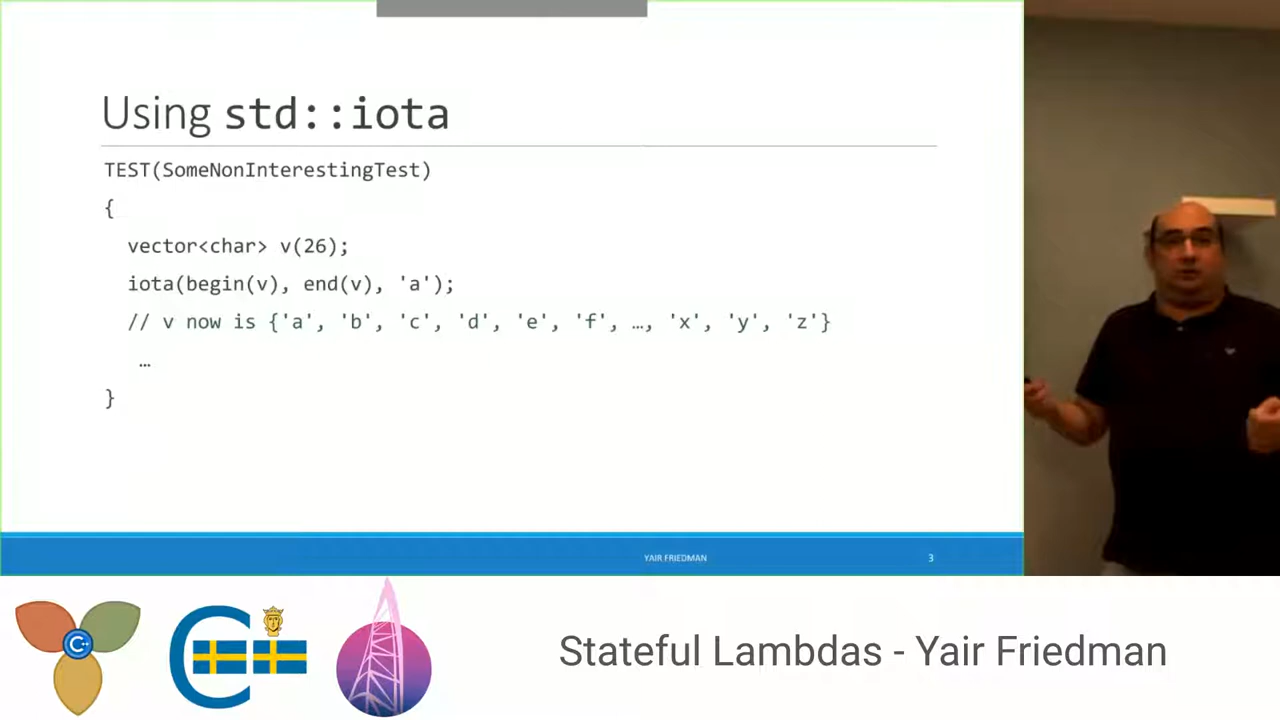 Using std::iota
TEST(SomeNonInterestingTest)
{
vector<char> v(26);
iota(begin(v), end(v), 'a');
// v now is {'a', 'b', 'c', 'd', 'e', 'f', …, 'x', 'y', 'z'}
…
}
YAIR FRIEDMAN
3
Stateful Lambdas - Yair Friedman